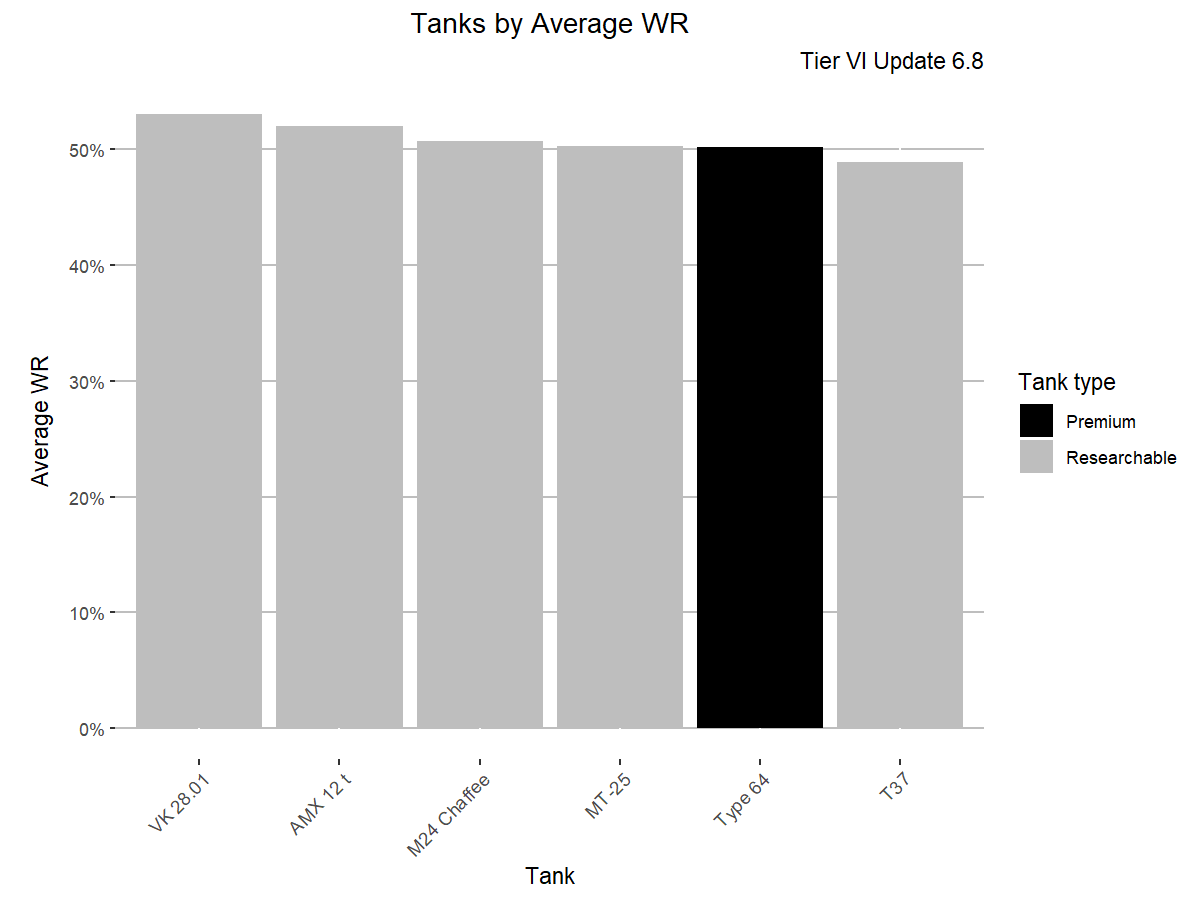 Tanks by Average WR
Tier VI Update 6.8
Average WR
50%
40%
30%
20%
10%
0%
VK 28.01
AMX 12 t
M24 Chaffee
MT-25
Type 64
T37
Tank
Tank type
Premium
Researchable